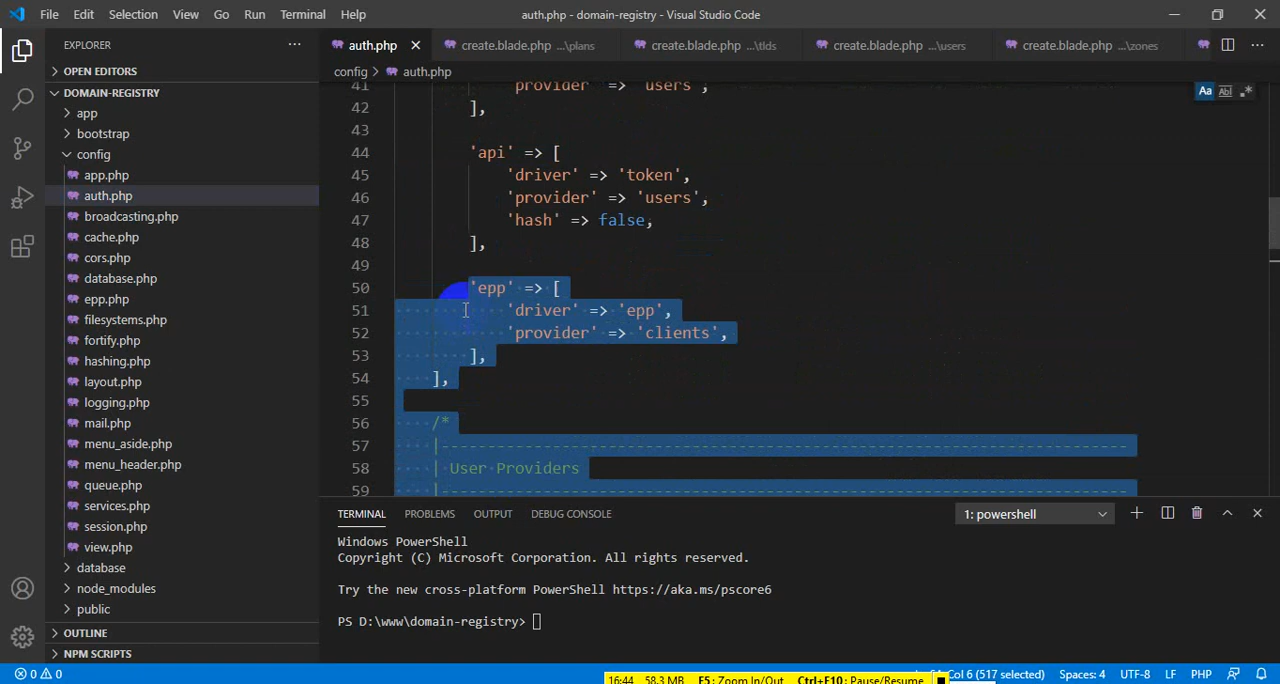 File Edit Selection View Go Run Terminal Help
auth.php - domain-registry - Visual Studio Code
EXPLORER
auth.php
create.blade.php ...\plans
create.blade.php ...\tlds
create.blade.php ...\users
create.blade.php ...\zones
OPEN EDITORS
DOMAIN-REGISTRY
app
bootstrap
config
app.php
auth.php
broadcasting.php
cache.php
cors.php
database.php
epp.php
filesystems.php
fortify.php
hashing.php
layout.php
logging.php
mail.php
menu_aside.php
menu_header.php
queue.php
services.php
session.php
view.php
database
node_modules
public
OUTLINE
NPM SCRIPTS
config > auth.php
Aa Abl .*
41 'provider' => 'users',
42 ],
43
44 'api' => [
45 'driver' => 'token',
46 'provider' => 'users',
47 'hash' => false,
48 ],
49
50 'epp' => [
51 'driver' => 'epp',
52 'provider' => 'clients',
53 ],
54 ],
55
56 /*
57 |--------------------------------------------------------------------------
58 | User Providers
59 |--------------------------------------------------------------------------
TERMINAL PROBLEMS OUTPUT DEBUG CONSOLE
1: powershell
Windows PowerShell
Copyright (C) Microsoft Corporation. All rights reserved.
Try the new cross-platform PowerShell https://aka.ms/pscore6
PS D:\www\domain-registry>
0 0
16:44 58.3 MB F5: Zoom In/Out Ctrl+F10: Pause/Resume
Col 6 (517 selected) Spaces: 4 UTF-8 LF PHP